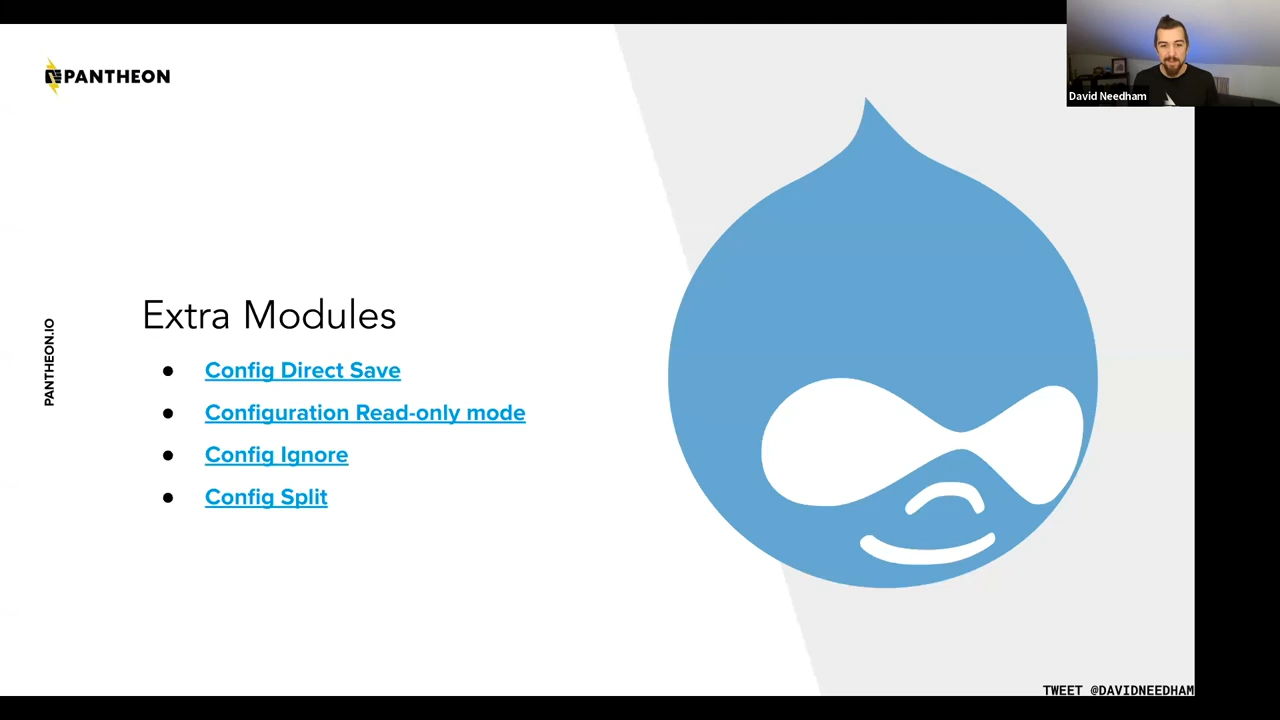 PANTHEON
David Needham
PANTHEON.IO
Extra Modules
Config Direct Save
Configuration Read-only mode
Config Ignore
Config Split
TWEET @DAVIDNEEDHAM